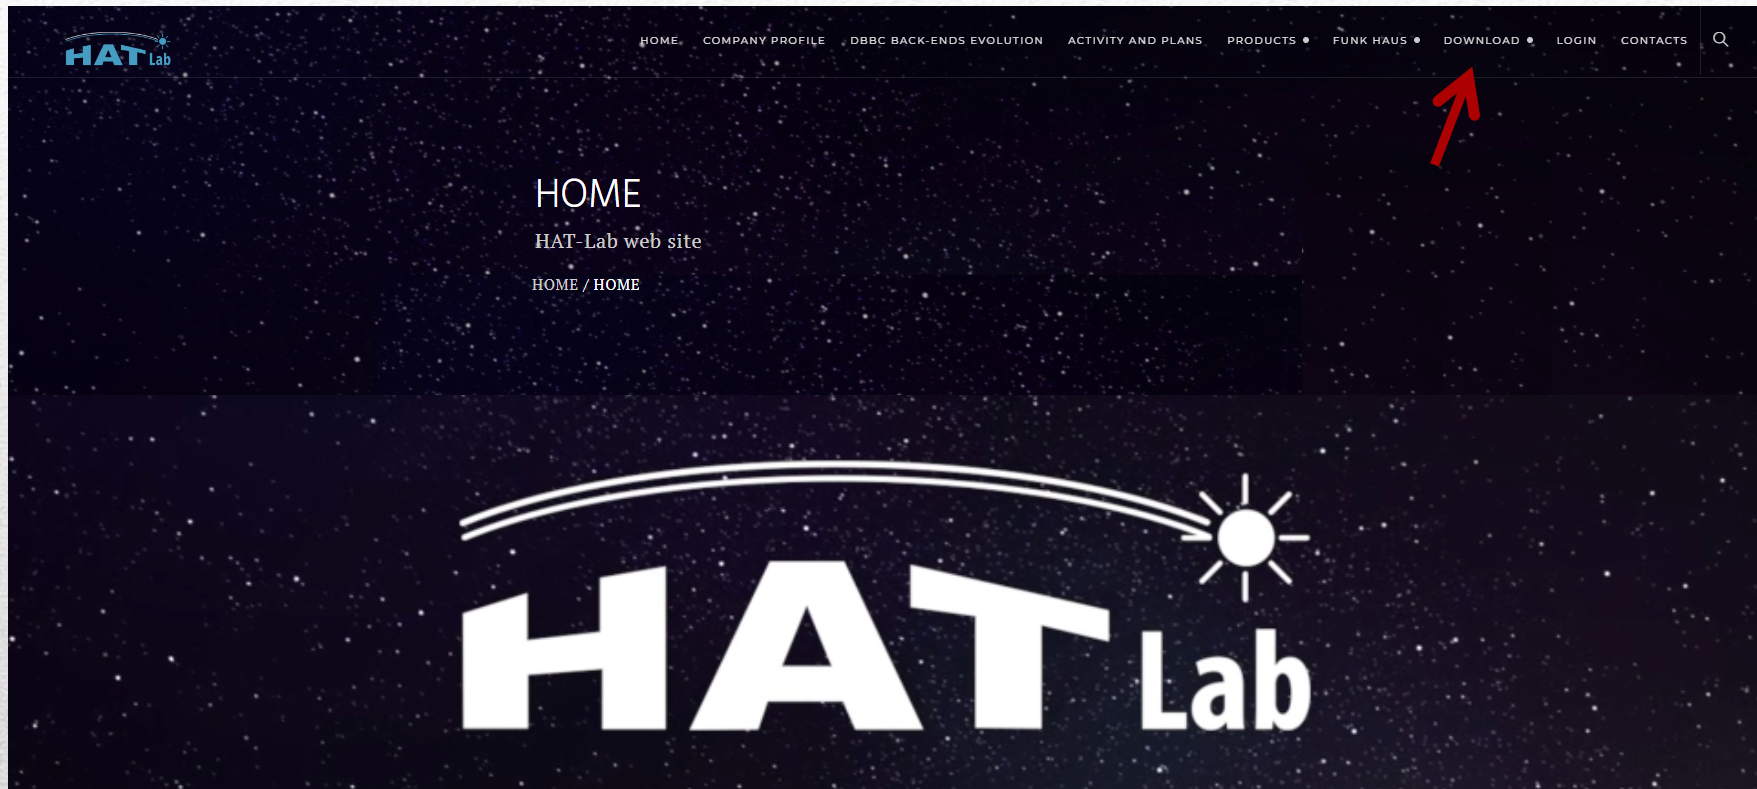 HAT Lab
HOME COMPANY PROFILE DBBC BACK-ENDS EVOLUTION ACTIVITY AND PLANS PRODUCTS FUNK HAUS DOWNLOAD LOGIN CONTACTS
HOME
HAT-Lab web site
HOME / HOME
HAT Lab